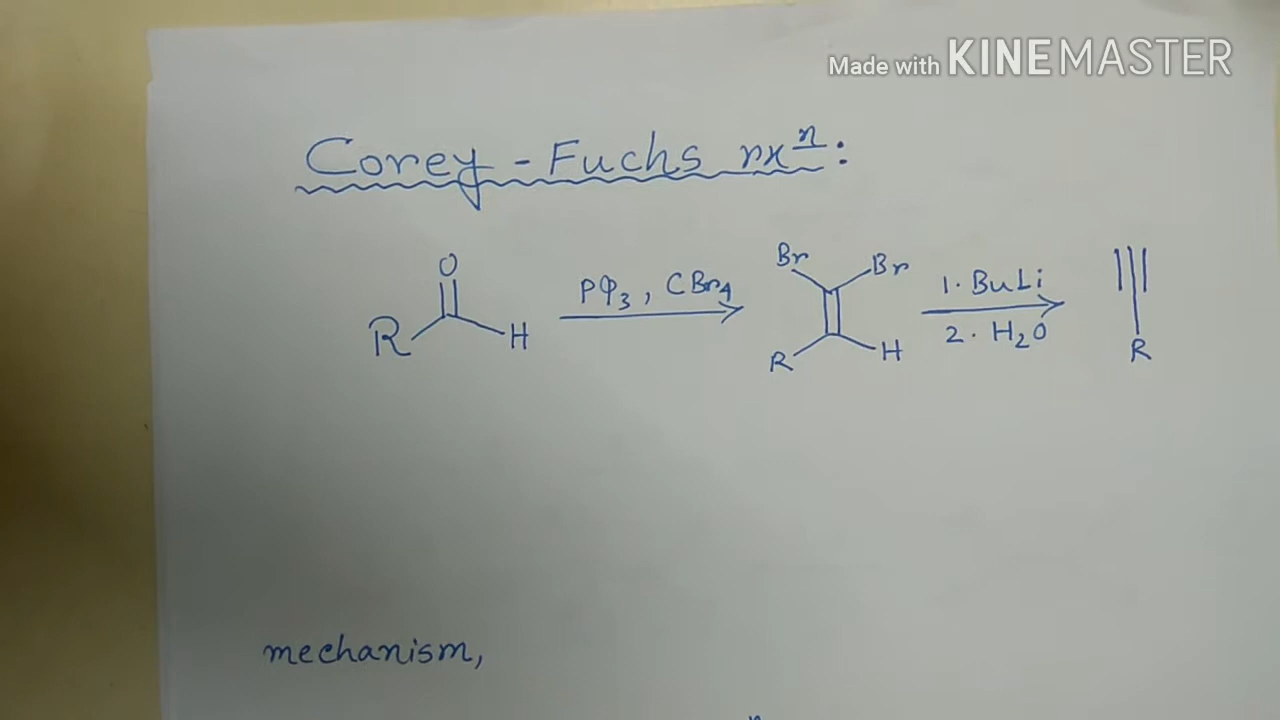 Made with KINEMASTER
Corey-Fuchs rxⁿ:
O
R H
PΦ₃, CBr₄
Br Br
R H
1. BuLi
2. H₂O
R
mechanism,